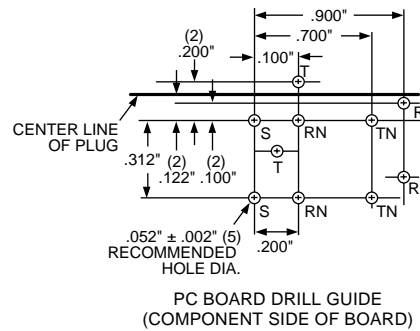 .900"
(2)
.700"
.200"
.100"
T
R
CENTER LINE
OF PLUG
S
RN
TN
.312"
(2)
(2)
.122"
.100"
T
R
S
RN
TN
.052" ± .002" (5)
RECOMMENDED
HOLE DIA.
.200"
PC BOARD DRILL GUIDE
(COMPONENT SIDE OF BOARD)